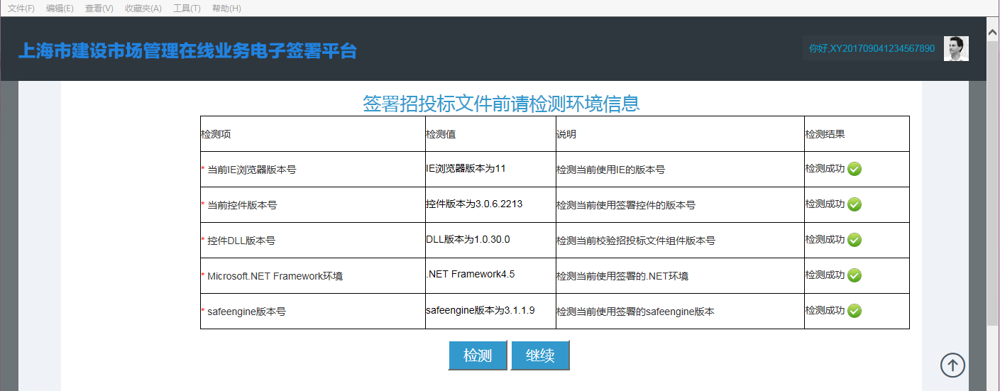 文件(F) 编辑(E) 查看(V) 收藏夹(A) 工具(T) 帮助(H)
上海市建设市场管理在线业务电子签署平台
你好,XY201709041234567890
签署招投标文件前请检测环境信息
检测项 检测值 说明 检测结果
* 当前IE浏览器版本号 IE浏览器版本为11 检测当前使用IE的版本号 检测成功
* 当前控件版本号 控件版本为3.0.6.2213 检测当前使用签署控件的版本号 检测成功
* 控件DLL版本号 DLL版本为1.0.30.0 检测当前校验招投标文件组件版本号 检测成功
* Microsoft.NET Framework环境 .NET Framework4.5 检测当前使用签署的.NET环境 检测成功
* safeengine版本号 safeengine版本为3.1.1.9 检测当前使用签署的safeengine版本 检测成功
检测 继续